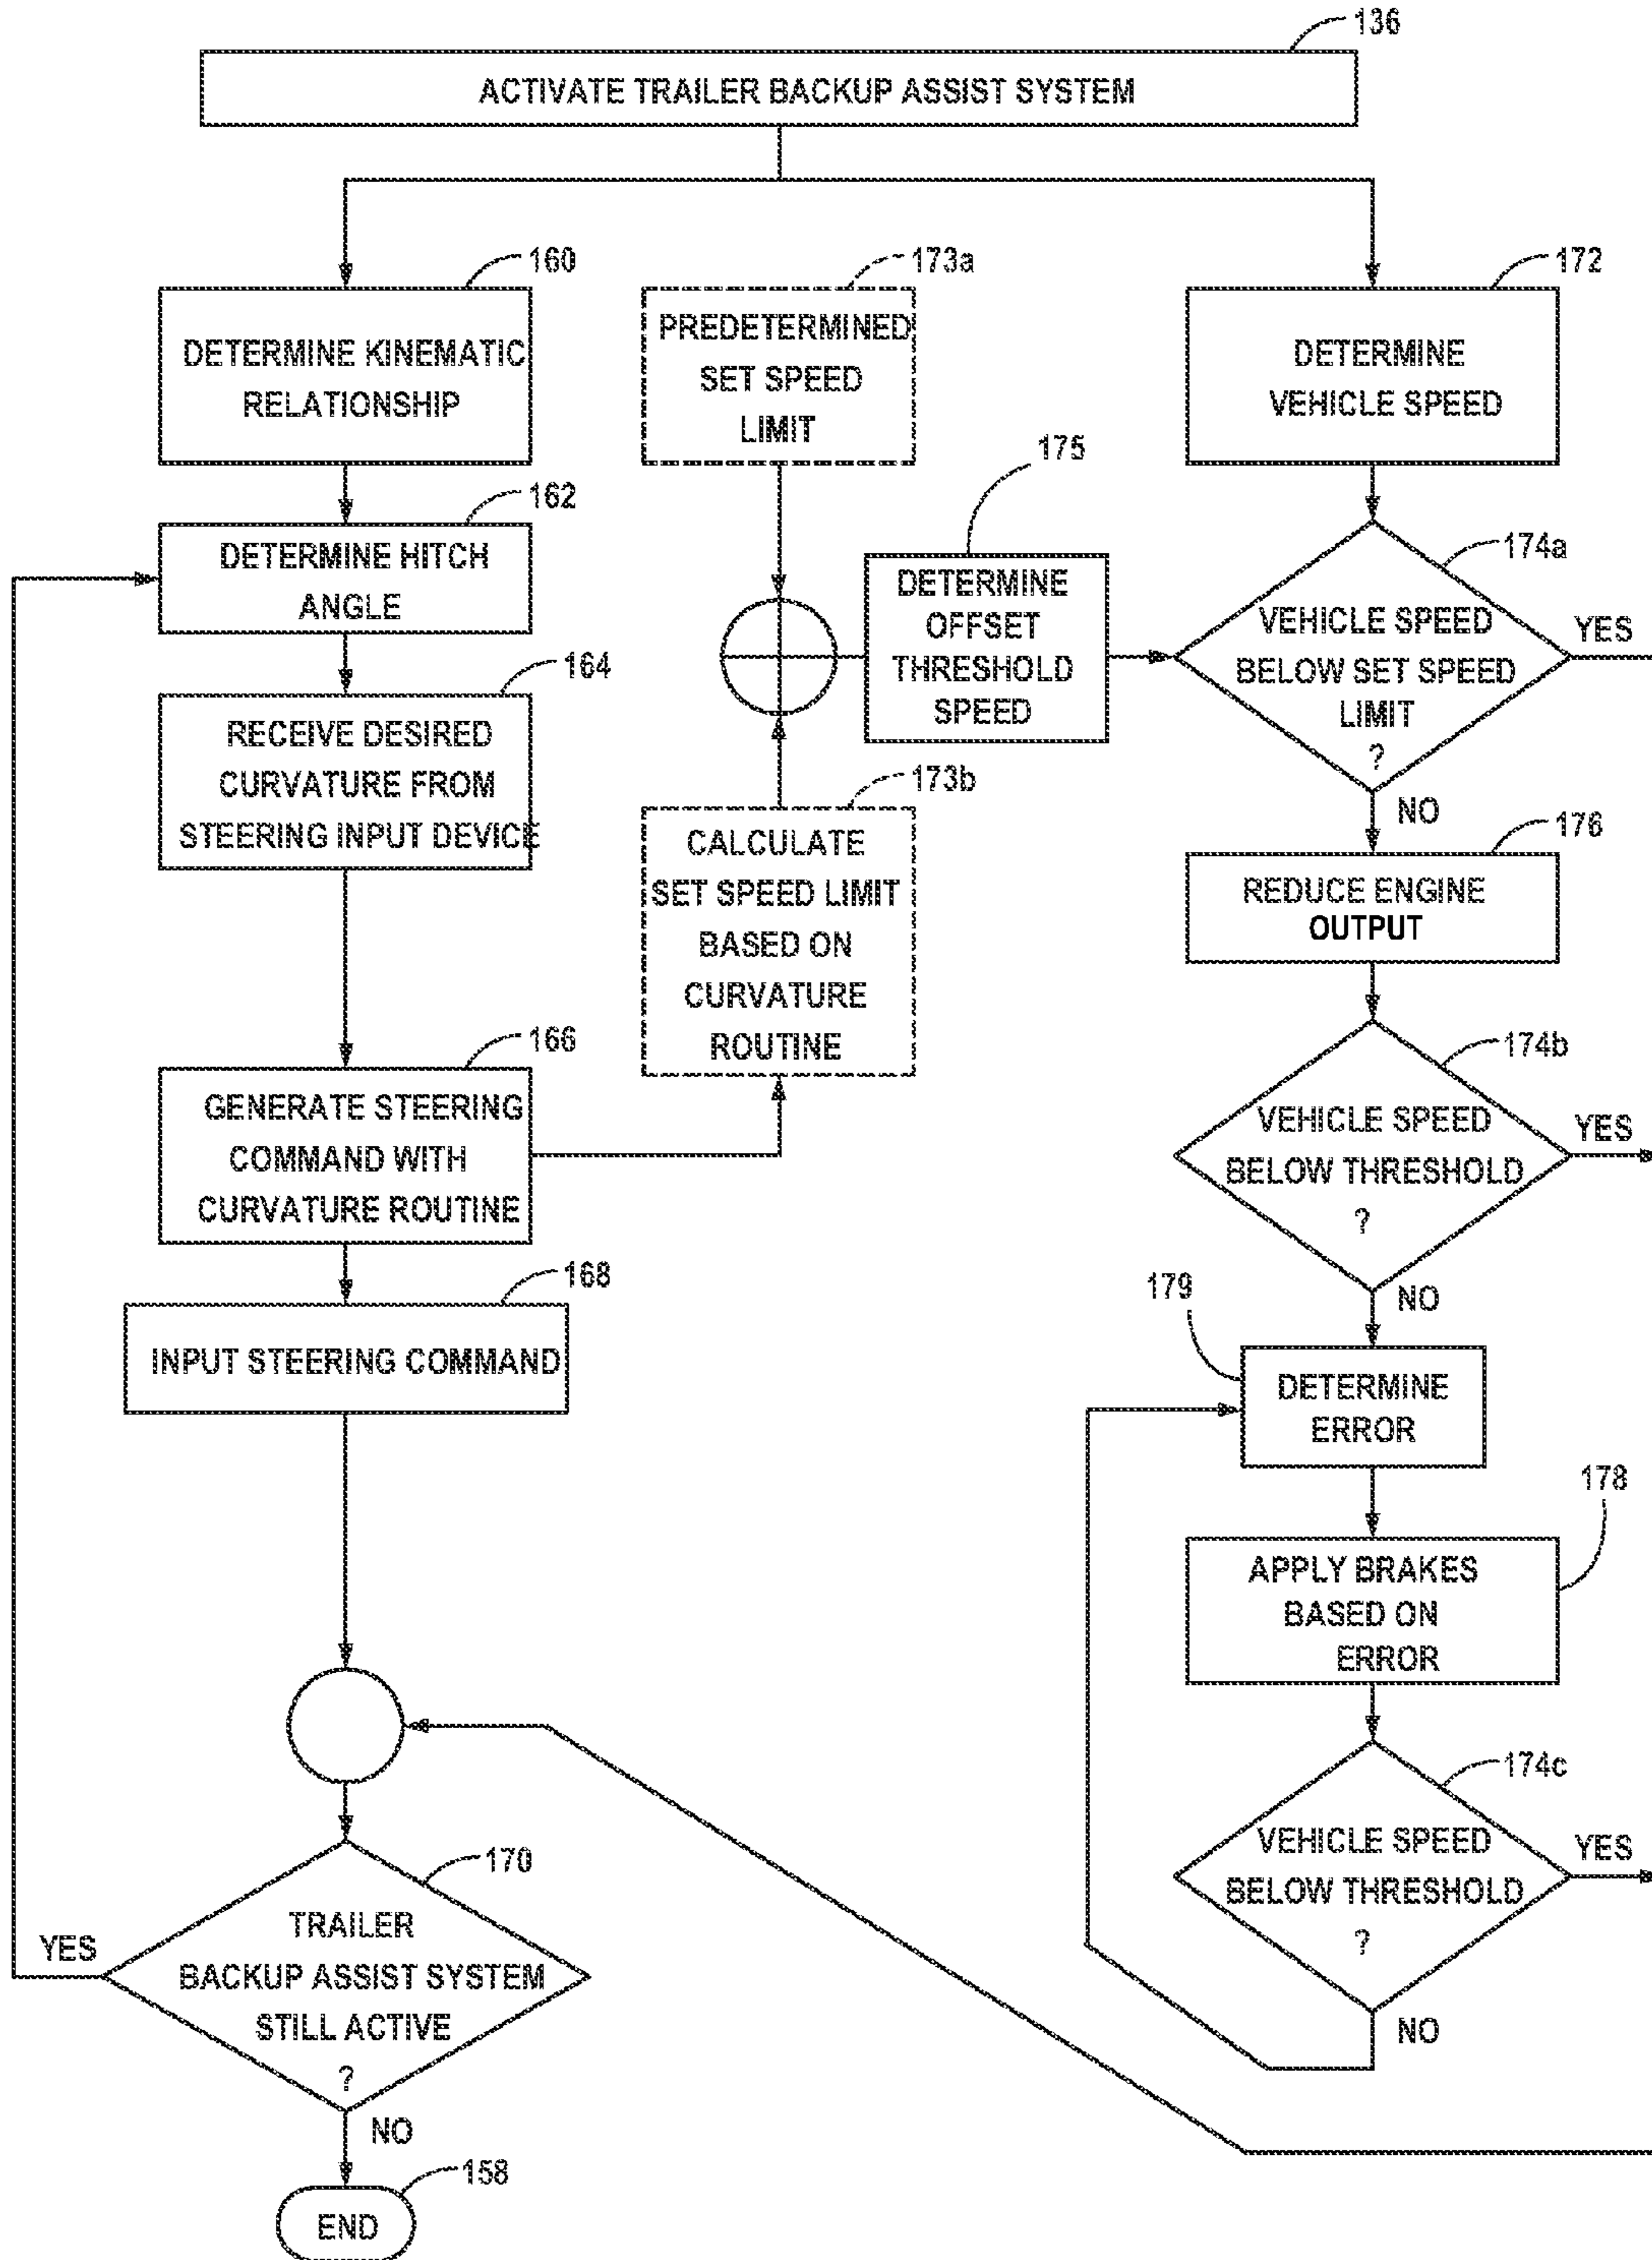 136
ACTIVATE TRAILER BACKUP ASSIST SYSTEM
160
DETERMINE KINEMATIC
RELATIONSHIP
162
DETERMINE HITCH
ANGLE
164
RECEIVE DESIRED
CURVATURE FROM
STEERING INPUT DEVICE
166
GENERATE STEERING
COMMAND WITH
CURVATURE ROUTINE
168
INPUT STEERING COMMAND
170
TRAILER
BACKUP ASSIST SYSTEM
STILL ACTIVE
?
YES
NO
158
END
173a
PREDETERMINED
SET SPEED
LIMIT
173b
CALCULATE
SET SPEED LIMIT
BASED ON
CURVATURE
ROUTINE
175
DETERMINE
OFFSET
THRESHOLD
SPEED
172
DETERMINE
VEHICLE SPEED
174a
VEHICLE SPEED
BELOW SET SPEED
LIMIT
?
YES
NO
176
REDUCE ENGINE
OUTPUT
174b
VEHICLE SPEED
BELOW THRESHOLD
?
YES
NO
179
DETERMINE
ERROR
178
APPLY BRAKES
BASED ON
ERROR
174c
VEHICLE SPEED
BELOW THRESHOLD
?
YES
NO